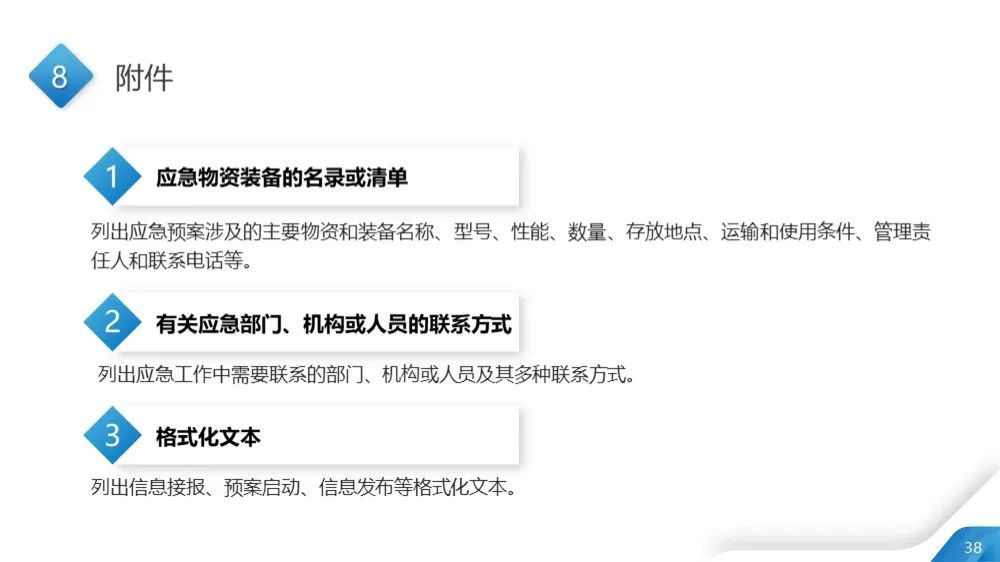 8
附件
1
应急物资装备的名录或清单
列出应急预案涉及的主要物资和装备名称、型号、性能、数量、存放地点、运输和使用条件、管理责
任人和联系电话等。
2
有关应急部门、机构或人员的联系方式
列出应急工作中需要联系的部门、机构或人员及其多种联系方式。
3
格式化文本
列出信息接报、预案启动、信息发布等格式化文本。
38